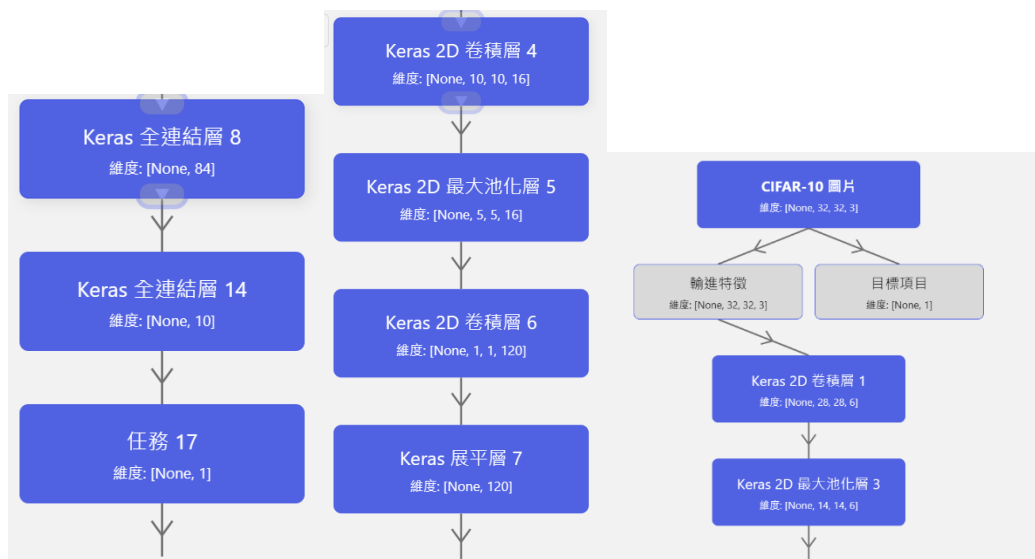 Keras 全連結層 8
維度: [None, 84]
Keras 全連結層 14
維度: [None, 10]
任務 17
維度: [None, 1]
Keras 2D 卷積層 4
維度: [None, 10, 10, 16]
Keras 2D 最大池化層 5
維度: [None, 5, 5, 16]
Keras 2D 卷積層 6
維度: [None, 1, 1, 120]
Keras 展平層 7
維度: [None, 120]
CIFAR-10 圖片
維度: [None, 32, 32, 3]
輸進特徵
維度: [None, 32, 32, 3]
目標項目
維度: [None, 1]
Keras 2D 卷積層 1
維度: [None, 28, 28, 6]
Keras 2D 最大池化層 3
維度: [None, 14, 14, 6]